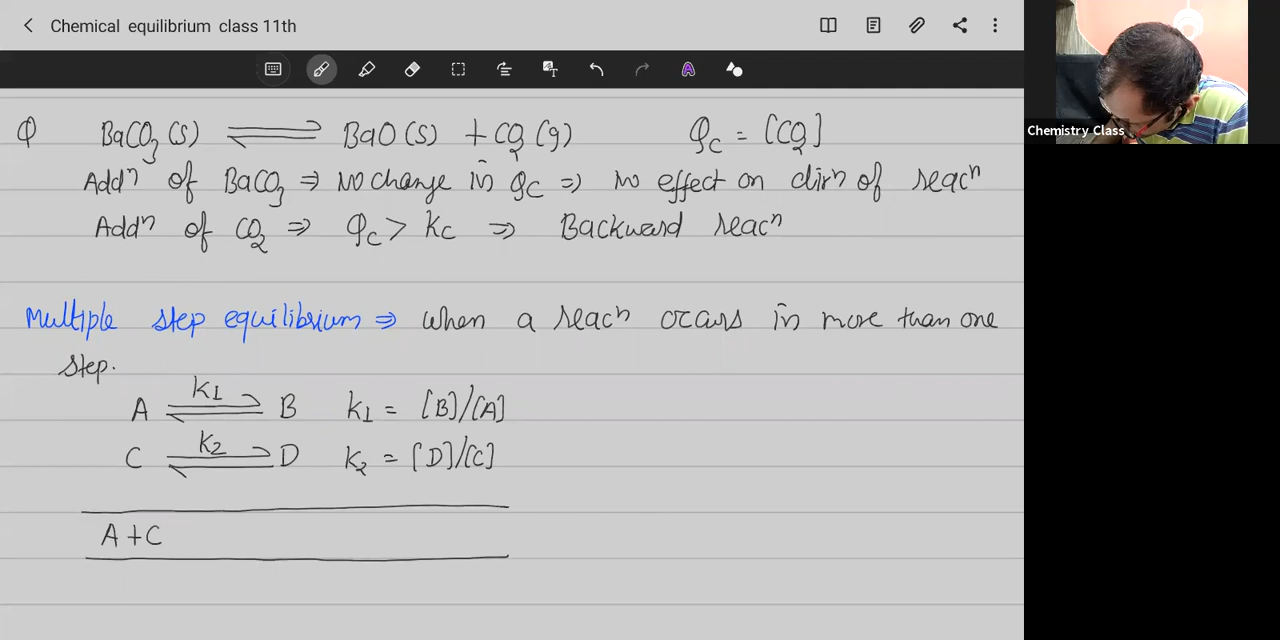 Chemical equilibrium class 11th
Chemistry Class
Q BaCO3(s) ⇌ BaO(s) + CO2(g) Qc = [CO2]
Addn of BaCO3 ⇒ No change in Qc ⇒ No effect on dirn of reacn
Addn of CO2 ⇒ Qc > Kc ⇒ Backward reacn
Multiple step equilibrium ⇒ when a reacn occurs in more than one
step.
A ⇌ B K1 K1 = [B]/[A]
C ⇌ D K2 K2 = [D]/[C]
A + C